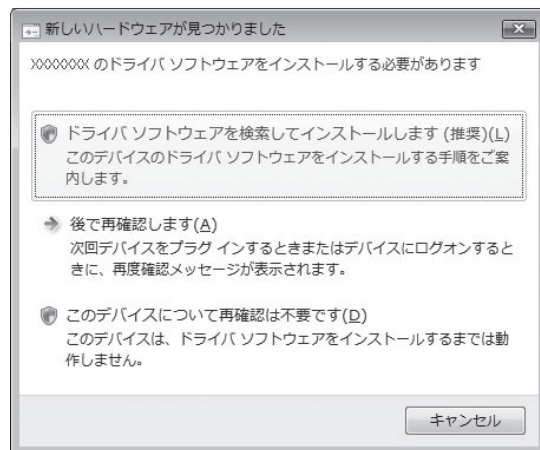 新しいハードウェアが見つかりました
XXXXXXXX のドライバ ソフトウェアをインストールする必要があります
ドライバ ソフトウェアを検索してインストールします (推奨)(L)
このデバイスのドライバ ソフトウェアをインストールする手順をご案
内します。
後で再確認します(A)
次回デバイスをプラグ インするときまたはデバイスにログオンすると
きに、再度確認メッセージが表示されます。
このデバイスについて再確認は不要です(D)
このデバイスは、ドライバ ソフトウェアをインストールするまでは動
作しません。
キャンセル